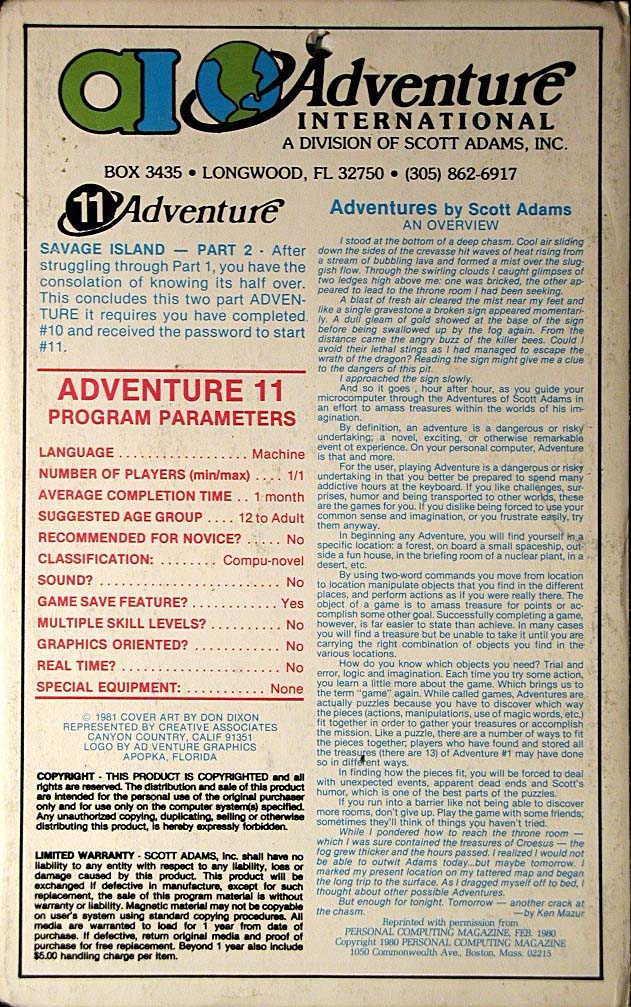 aI Adventure
INTERNATIONAL
A DIVISION OF SCOTT ADAMS, INC.
BOX 3435 • LONGWOOD, FL 32750 • (305) 862-6917
11 Adventure
SAVAGE ISLAND — PART 2 - After
struggling through Part 1, you have the
consolation of knowing its half over.
This concludes this two part ADVEN-
TURE it requires you have completed
#10 and received the password to start
#11.
ADVENTURE 11
PROGRAM PARAMETERS
LANGUAGE ................ Machine
NUMBER OF PLAYERS (min/max) .... 1/1
AVERAGE COMPLETION TIME .. 1 month
SUGGESTED AGE GROUP .... 12 to Adult
RECOMMENDED FOR NOVICE? ..... No
CLASSIFICATION: ........ Compu-novel
SOUND? ........................ No
GAME SAVE FEATURE? ........... Yes
MULTIPLE SKILL LEVELS? ......... No
GRAPHICS ORIENTED? ........... No
REAL TIME? .................... No
SPECIAL EQUIPMENT: .......... None
© 1981 COVER ART BY DON DIXON
REPRESENTED BY CREATIVE ASSOCIATES
CANYON COUNTRY, CALIF 91351
LOGO BY AD VENTURE GRAPHICS
APOPKA, FLORIDA
COPYRIGHT - THIS PRODUCT IS COPYRIGHTED and all
rights are reserved. The distribution and sale of this product
are intended for the personal use of the original purchaser
only and for use only on the computer system(s) specified.
Any unauthorized copying, duplicating, selling or otherwise
distributing this product, is hereby expressly forbidden.
LIMITED WARRANTY - SCOTT ADAMS, Inc. shall have no
liability to any entity with respect to any liability, loss or
damage caused by this product. This product will be
exchanged if defective in manufacture, except for such
replacement, the sale of this program material is without
warranty or liability. Magnetic material may not be copyable
on user's system using standard copying procedures. All
media are warranted to load for 1 year from date of
purchase. If defective, return original media and proof of
purchase for free replacement. Beyond 1 year also include
$5.00 handling charge per item.
Adventures by Scott Adams
AN OVERVIEW
I stood at the bottom of a deep chasm. Cool air sliding
down the sides of the crevasse hit waves of heat rising from
a stream of bubbling lava and formed a mist over the slug-
gish flow. Through the swirling clouds I caught glimpses of
two ledges high above me: one was bricked, the other ap-
peared to lead to the throne room I had been seeking.
A blast of fresh air cleared the mist near my feet and
like a single gravestone a broken sign appeared momentari-
ly. A dull gleam of gold showed at the base of the sign
before being swallowed up by the fog again. From the
distance came the angry buzz of the killer bees. Could I
avoid their lethal stings as I had managed to escape the
wrath of the dragon? Reading the sign might give me a clue
to the dangers of this pit.
I approached the sign slowly.
And so it goes , hour after hour, as you guide your
microcomputer through the Adventures of Scott Adams in
an effort to amass treasures within the worlds of his im-
agination.
By definition, an adventure is a dangerous or risky
undertaking; a novel, exciting, or otherwise remarkable
event ot experience. On your personal computer, Adventure
is that and more.
For the user, playing Adventure is a dangerous or risky
undertaking in that you better be prepared to spend many
addictive hours at the keyboard. If you like challenges, sur-
prises, humor and being transported to other worlds, these
are the games for you. If you dislike being forced to use your
common sense and imagination, or you frustrate easily, try
them anyway.
In beginning any Adventure, you will find yourself in a
specific location: a forest, on board a small spaceship, out-
side a fun house, in the briefing room of a nuclear plant, in a
desert, etc.
By using two-word commands you move from location
to location manipulate objects that you find in the different
places, and perform actions as if you were really there. The
object of a game is to amass treasure for points or ac-
complish some other goal. Successfully completing a game,
however, is far easier to state than achieve. In many cases
you will find a treasure but be unable to take it until you are
carrying the right combination of objects you find in the
various locations.
How do you know which objects you need? Trial and
error, logic and imagination. Each time you try some action,
you learn a little more about the game. Which brings us to
the term "game" again. While called games, Adventures are
actually puzzles because you have to discover which way
the pieces (actions, manipulations, use of magic words, etc.)
fit together in order to gather your treasures or accomplish
the mission. Like a puzzle, there are a number of ways to fit
the pieces together; players who have found and stored all
the treasures (there are 13) of Adventure #1 may have done
so in different ways.
In finding how the pieces fit, you will be forced to deal
with unexpected events, apparent dead ends and Scott's
humor, which is one of the best parts of the puzzles.
If you run into a barrier like not being able to discover
more rooms, don't give up. Play the game with some friends;
sometimes they'll think of things you haven't tried.
While I pondered how to reach the throne room —
which I was sure contained the treasures of Croesus — the
fog grew thicker and the hours passed. I realized I would not
be able to outwit Adams today...but maybe tomorrow. I
marked my present location on my tattered map and began
the long trip to the surface. As I dragged myself off to bed, I
thought about other possible Adventures.
But enough for tonight. Tomorrow — another crack at
the chasm. —by Ken Mazur
Reprinted with permission from
PERSONAL COMPUTING MAGAZINE, FEB. 1980
Copyright 1980 PERSONAL COMPUTING MAGAZINE
1050 Commonwealth Ave., Boston, Mass. 02215